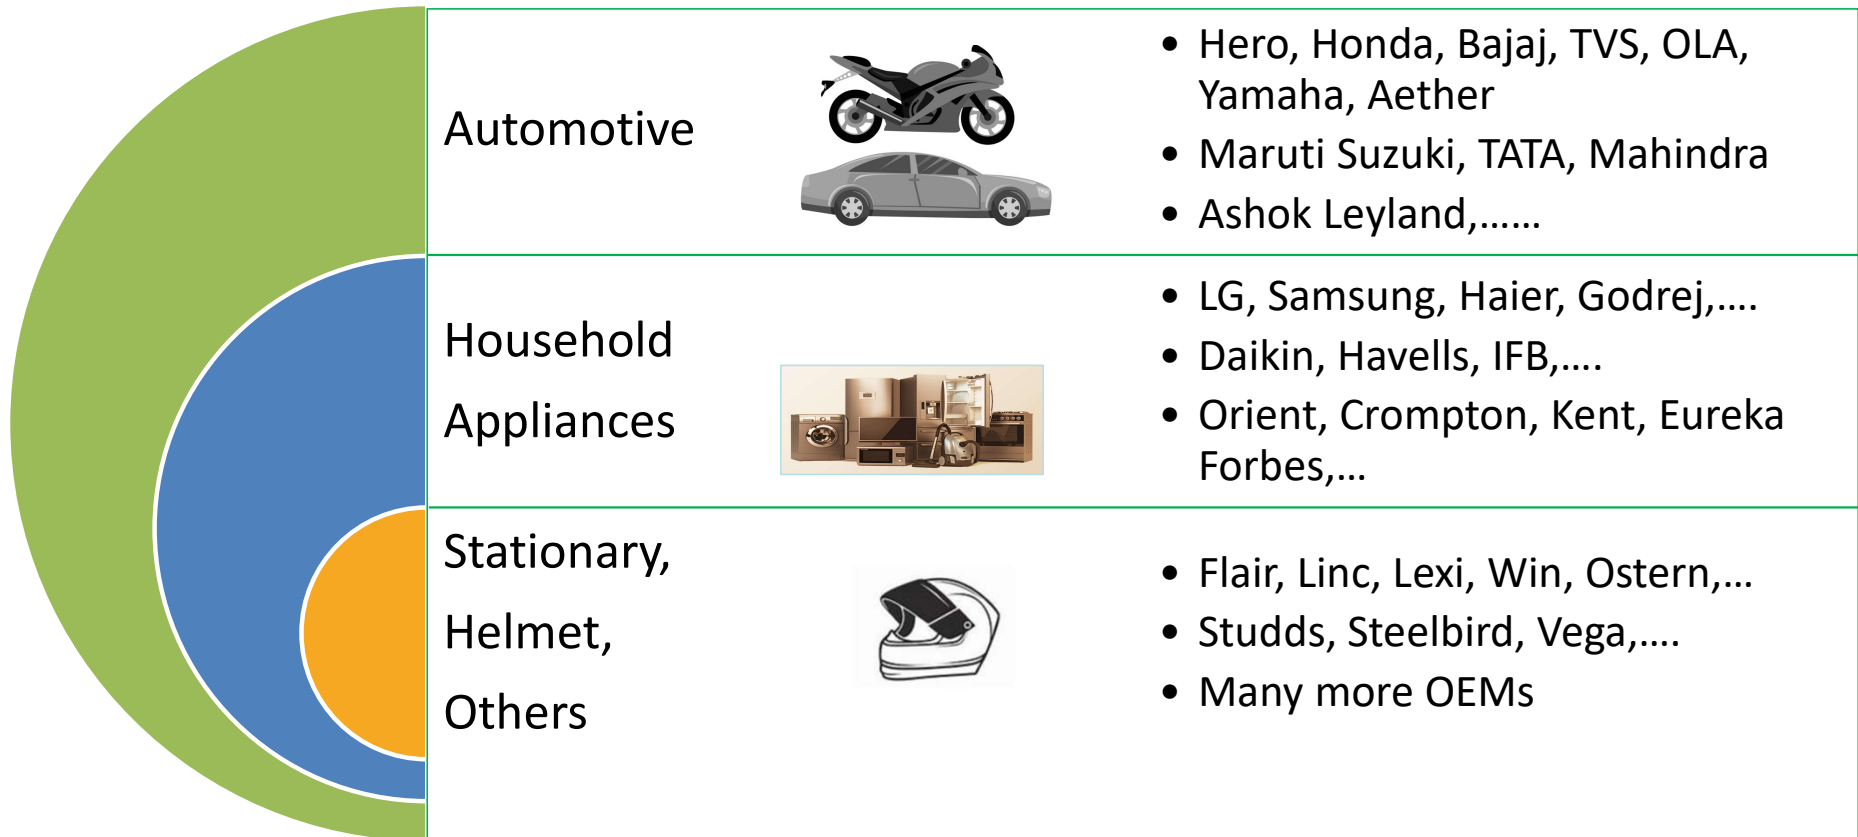 Automotive
• Hero, Honda, Bajaj, TVS, OLA,
Yamaha, Aether
• Maruti Suzuki, TATA, Mahindra
• Ashok Leyland,......
Household
Appliances
• LG, Samsung, Haier, Godrej,....
• Daikin, Havells, IFB,....
• Orient, Crompton, Kent, Eureka
Forbes,...
Stationary,
Helmet,
Others
• Flair, Linc, Lexi, Win, Ostern,...
• Studds, Steelbird, Vega,....
• Many more OEMs